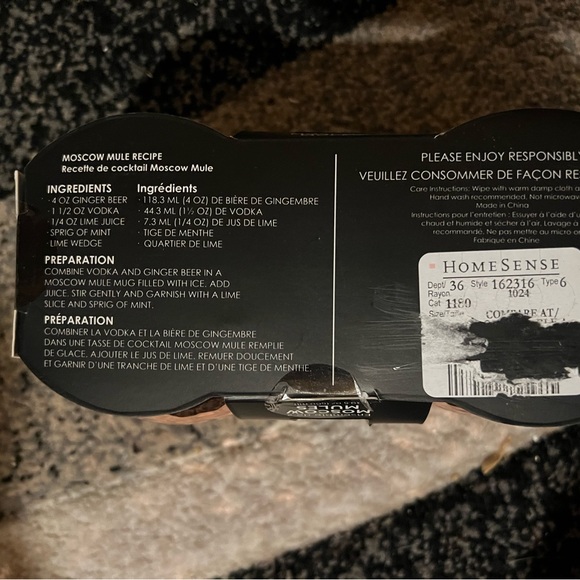 MOSCOW MULE RECIPE
Recette de cocktail Moscow Mule
INGREDIENTS
· 4 OZ GINGER BEER
· 1 1/2 OZ VODKA
· 1/4 OZ LIME JUICE
· SPRIG OF MINT
· LIME WEDGE
Ingrédients
· 118.3 ML (4 OZ) DE BIÈRE DE GINGEMBRE
· 44.3 ML (1½ OZ) DE VODKA
· 7.3 ML (1/4 OZ) DE JUS DE LIME
· TIGE DE MENTHE
· QUARTIER DE LIME
PREPARATION
COMBINE VODKA AND GINGER BEER IN A
MOSCOW MULE MUG FILLED WITH ICE. ADD
JUICE. STIR GENTLY AND GARNISH WITH A LIME
SLICE AND SPRIG OF MINT.
PRÉPARATION
COMBINER LA VODKA ET LA BIÈRE DE GINGEMBRE
DANS UNE TASSE DE COCKTAIL MOSCOW MULE REMPLIE
DE GLACE. AJOUTER LE JUS DE LIME. REMUER DOUCEMENT
ET GARNIR D'UNE TRANCHE DE LIME ET D'UNE TIGE DE MENTHE.
PLEASE ENJOY RESPONSIBLY
VEUILLEZ CONSOMMER DE FAÇON RE
Care Instructions: Wipe with warm damp cloth a
Hand wash recommended. Not microwav
Made in China
Instructions pour l'entretien : Essuyer à l'aide d'u
chaud et humide et sécher à l'air. Lavage à
recommandé. Ne pas mettre au micro on
Fabriqué en Chine
HOMESENSE
Dept/ 36 Style 162316 Type 6
Rayon 1024
Cat 1180
Size/Taille COMPARE AT/
MOSCOW
MULES